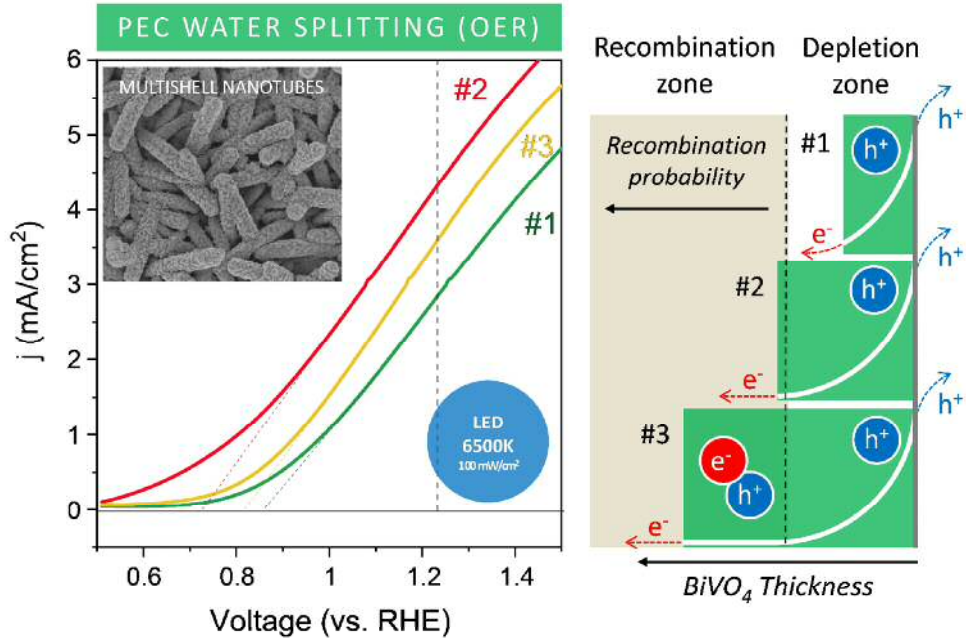 PEC WATER SPLITTING (OER)
MULTISHELL NANOTUBES
#2
#3
#1
6
5
4
3
2
1
0
j (mA/cm²)
LED
6500K
100 mW/cm²
0.6 0.8 1.0 1.2 1.4
Voltage (vs. RHE)
Recombination
zone
Depletion
zone
Recombination
probability
#1
h⁺
h⁺
e⁻
#2
h⁺
h⁺
e⁻
#3
h⁺
h⁺
e⁻
h⁺
e⁻
BiVO₄ Thickness